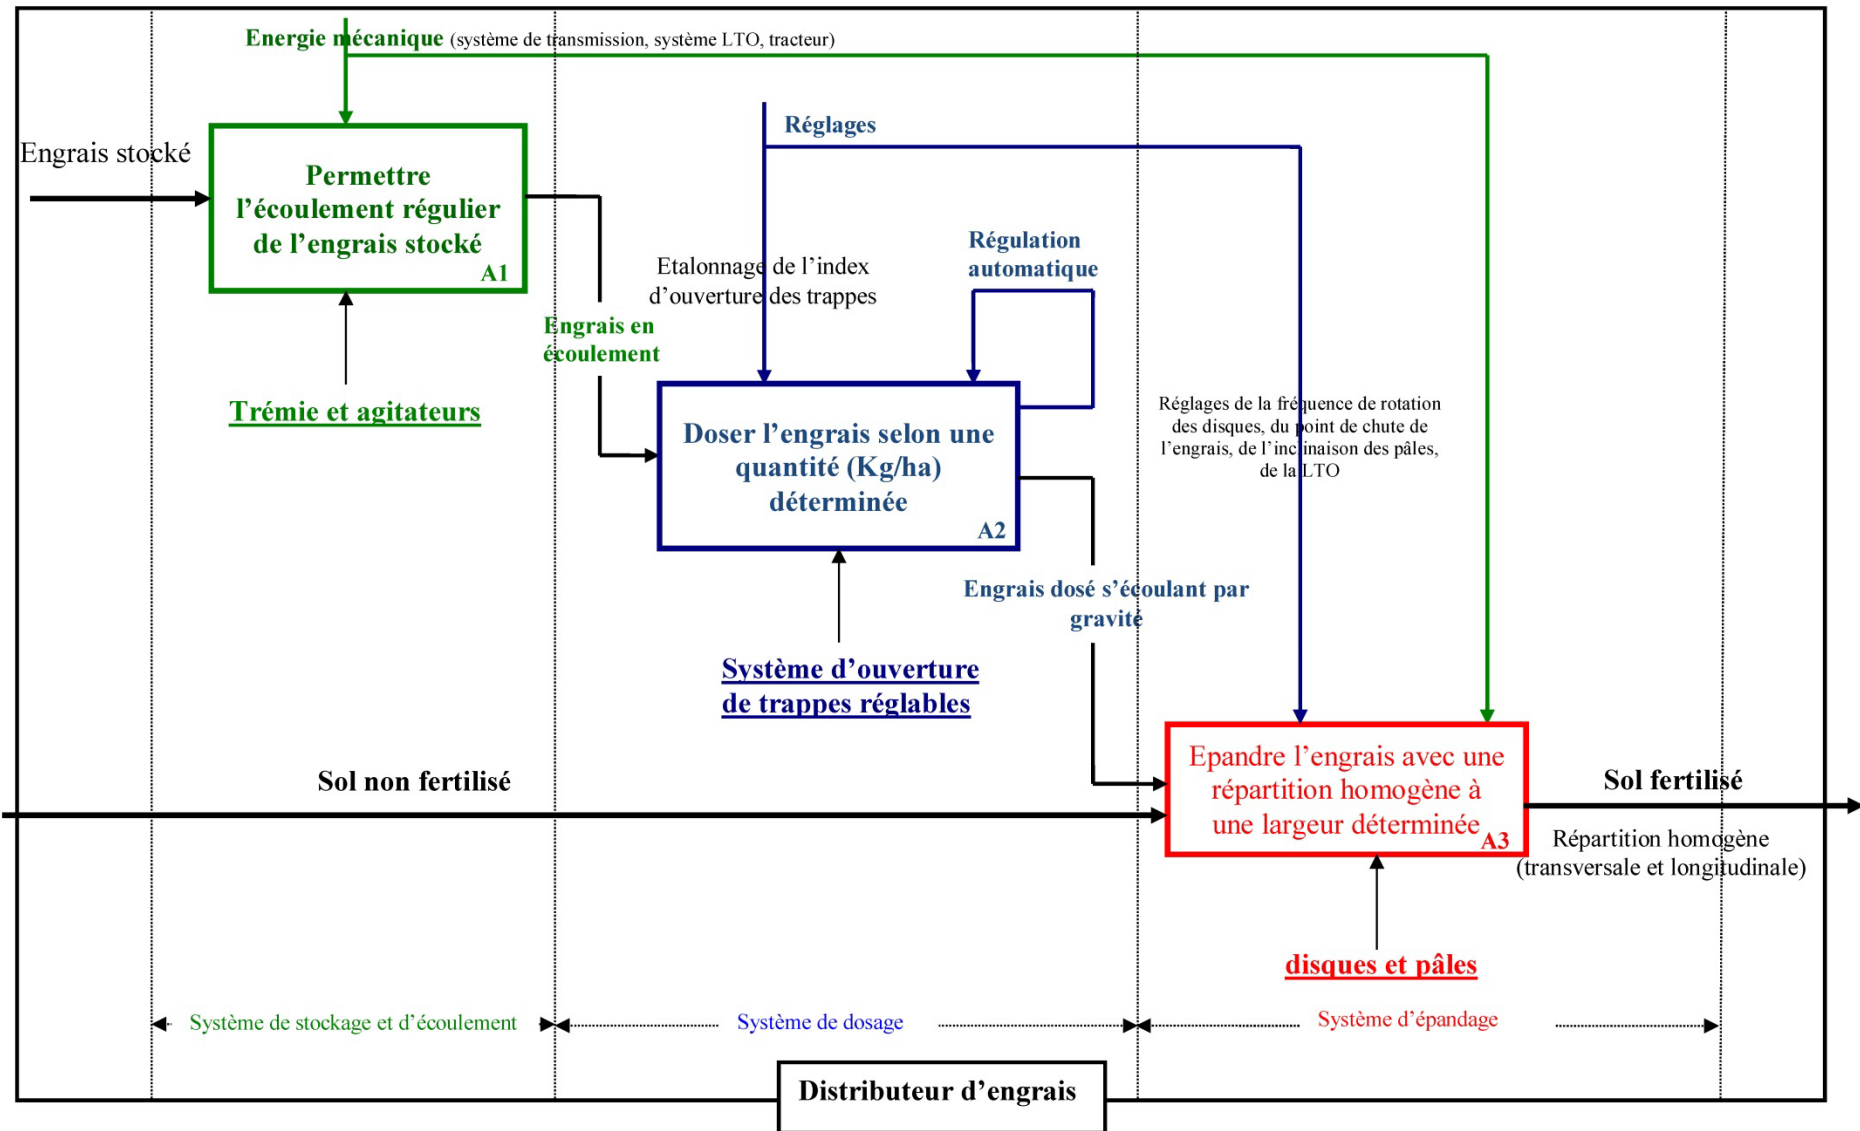 Energie mécanique (système de transmission, système LTO, tracteur)
Engrais stocké
Permettre
l’écoulement régulier
de l’engrais stocké
A1
Trémie et agitateurs
Réglages
Etalonnage de l’index
d’ouverture des trappes
Régulation
automatique
Engrais en
écoulement
Doser l’engrais selon une
quantité (Kg/ha)
déterminée
A2
Système d’ouverture
de trappes réglables
Réglages de la fréquence de rotation
des disques, du point de chute de
l’engrais, de l’inclinaison des pâles,
de la LTO
Engrais dosé s’écoulant par
gravité
Sol non fertilisé
Epandre l’engrais avec une
répartition homogène à
une largeur déterminée
A3
Sol fertilisé
Répartition homogène
(transversale et longitudinale)
disques et pâles
Système de stockage et d’écoulement
Système de dosage
Système d’épandage
Distributeur d’engrais